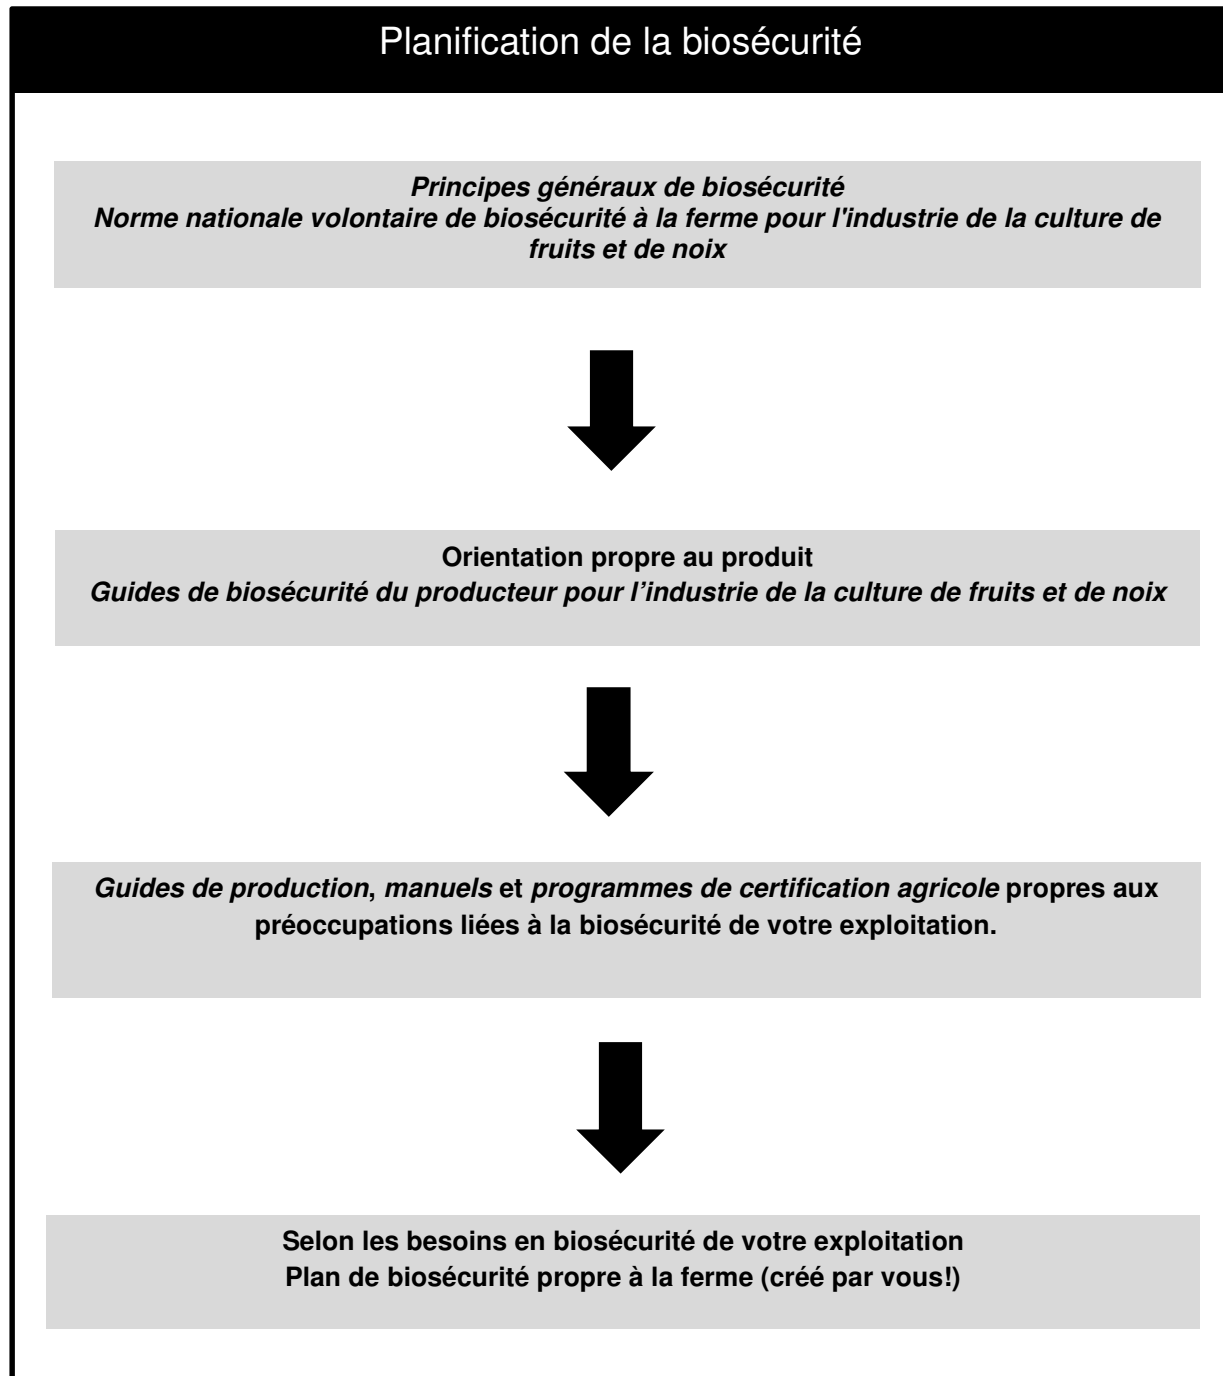 Planification de la biosécurité
Principes généraux de biosécurité
Norme nationale volontaire de biosécurité à la ferme pour l'industrie de la culture de
fruits et de noix
Orientation propre au produit
Guides de biosécurité du producteur pour l’industrie de la culture de fruits et de noix
Guides de production, manuels et programmes de certification agricole propres aux
préoccupations liées à la biosécurité de votre exploitation.
Selon les besoins en biosécurité de votre exploitation
Plan de biosécurité propre à la ferme (créé par vous!)